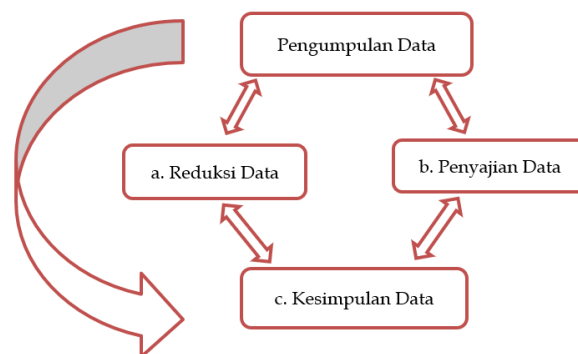 Pengumpulan Data
a. Reduksi Data
b. Penyajian Data
c. Kesimpulan Data